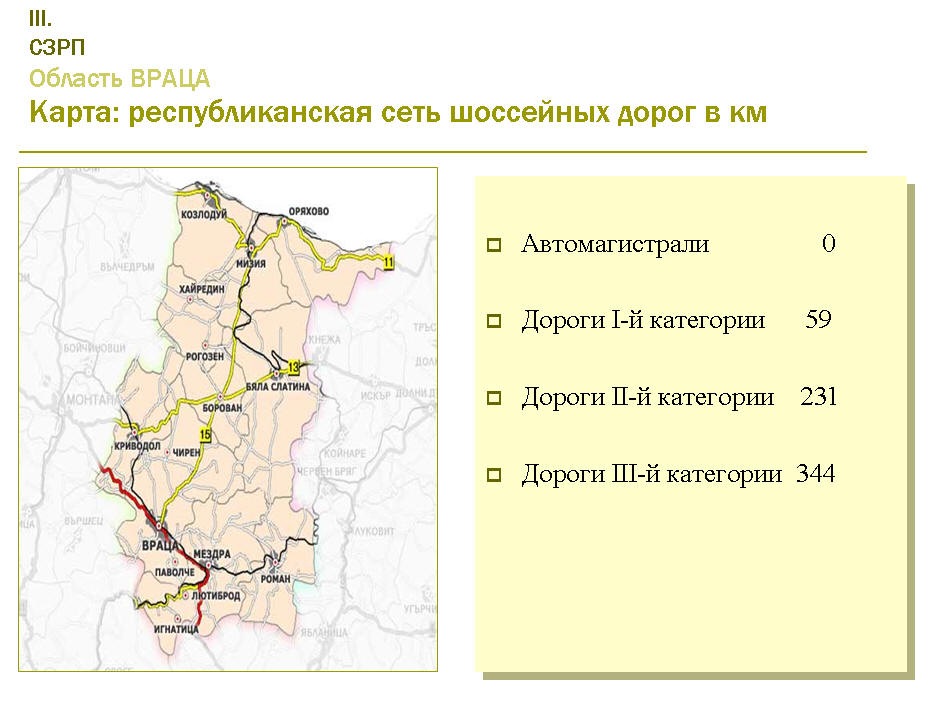 III.
СЗРП
Область ВРАЦА
Карта: республиканская сеть шоссейных дорог в км
КОЗЛОДУЙ
ОРЯХОВО
МИЗИЯ
11
ВЪЛЧЕДРЪМ
ХАЙРЕДИН
БОЙЧИНОВЦИ
РОГОЗЕН
КНЕЖА
13
БЯЛА СЛАТИНА
МОНТАНА
БОРОВАН
ИСКЪР
ДОЛНИ
15
КРИВОДОЛ
ЧИРЕН
КОЙНАРЕ
ЧЕРВЕН БРЯГ
ВЪРШЕЦ
ЛУКОВИТ
ВРАЦА
МЕЗДРА
ПАВОЛЧЕ
РОМАН
ЛЮТИБРОД
ИГНАТИЦА
ЯБЛАНИЦА
Автомагистрали 0
Дороги I-й категории 59
Дороги II-й категории 231
Дороги III-й категории 344